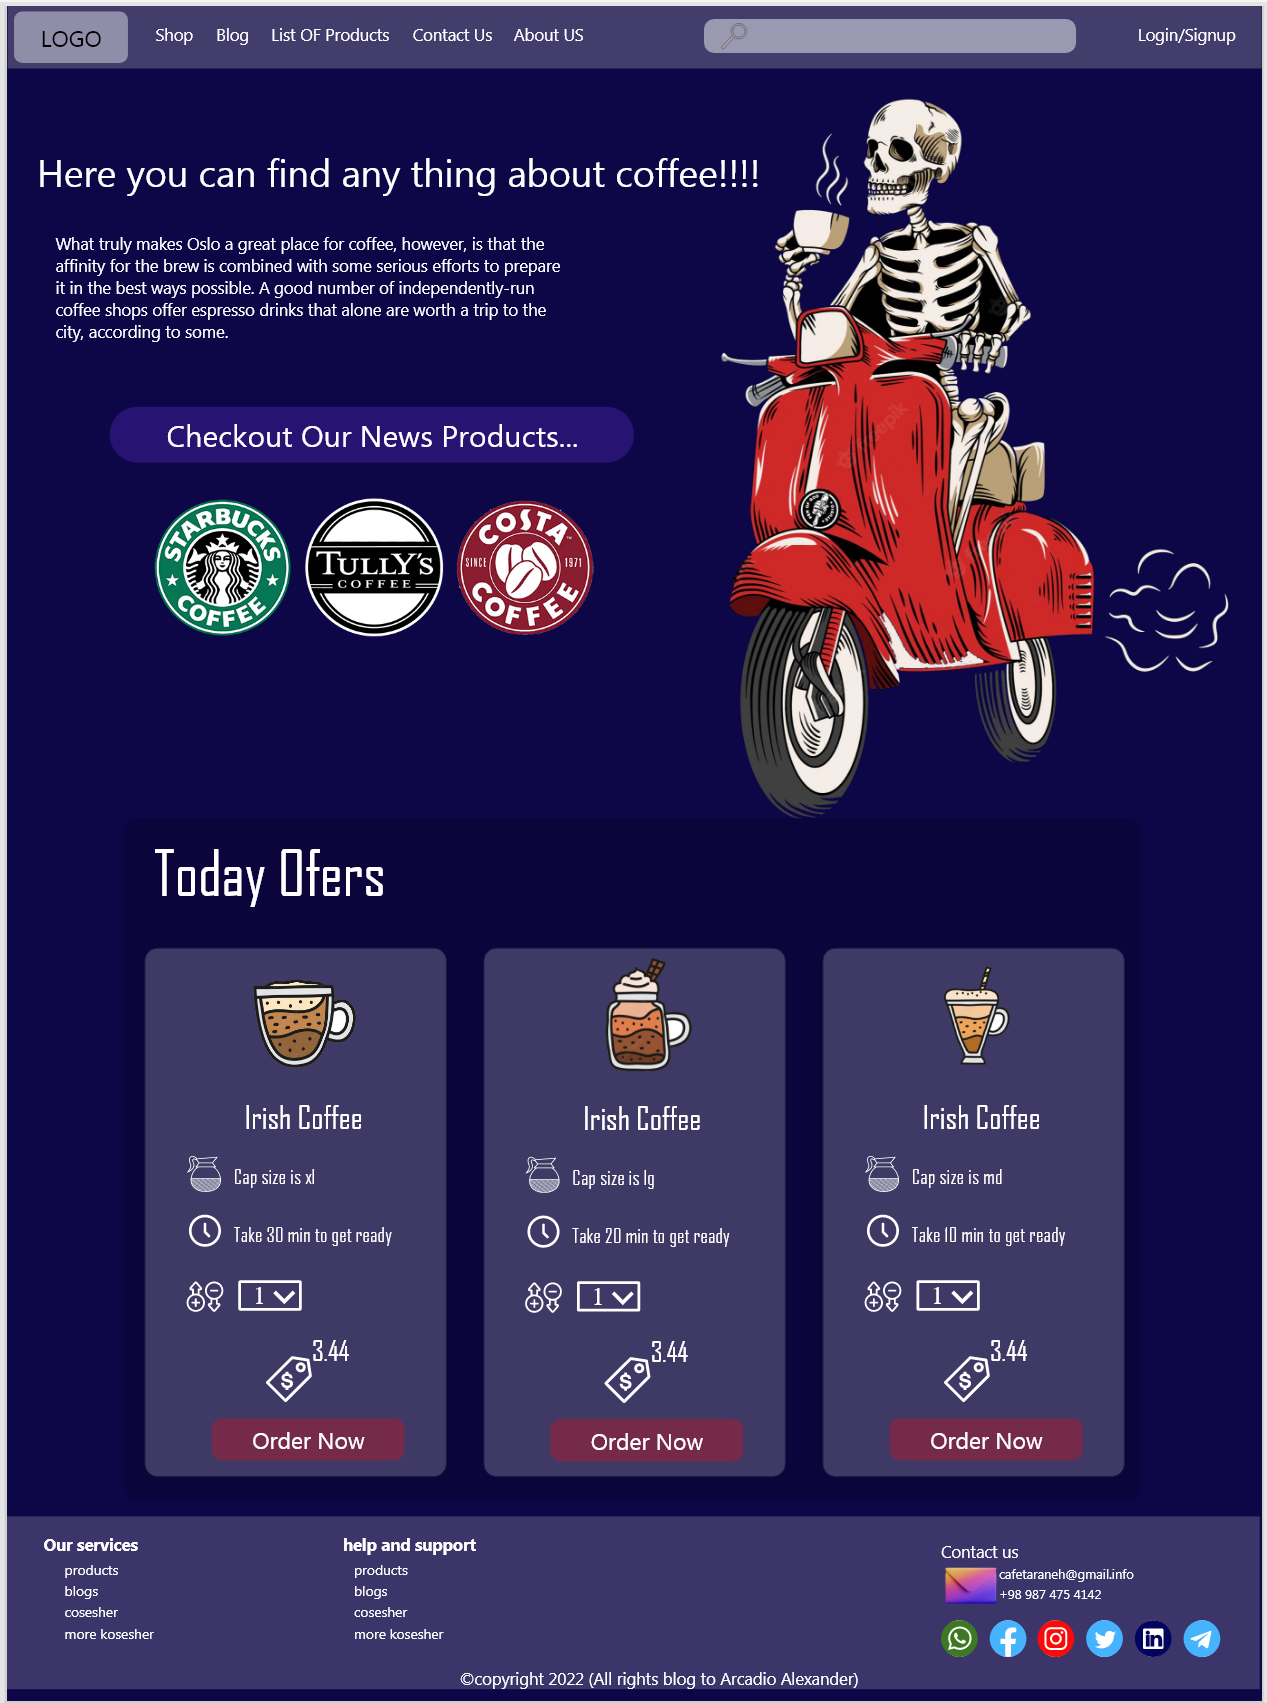 LOGO
Shop
Blog
List OF Products
Contact Us
About US
Login/Signup
Here you can find any thing about coffee!!!!
What truly makes Oslo a great place for coffee, however, is that the
affinity for the brew is combined with some serious efforts to prepare
it in the best ways possible. A good number of independently-run
coffee shops offer espresso drinks that alone are worth a trip to the
city, according to some.
Checkout Our News Products...
STARBUCKS
COFFEE
TULLY'S
COFFEE
COSTA
SINCE 1971
COFFEE
freepik
Today Ofers
Irish Coffee
Cap size is xl
Take 30 min to get ready
1
$ 3.44
Order Now
Irish Coffee
Cap size is lg
Take 20 min to get ready
1
$ 3.44
Order Now
Irish Coffee
Cap size is md
Take 10 min to get ready
1
$ 3.44
Order Now
Our services
products
blogs
cosesher
more kosesher
help and support
products
blogs
cosesher
more kosesher
Contact us
cafetaraneh@gmail.info
+98 987 475 4142
in
©copyright 2022 (All rights blog to Arcadio Alexander)